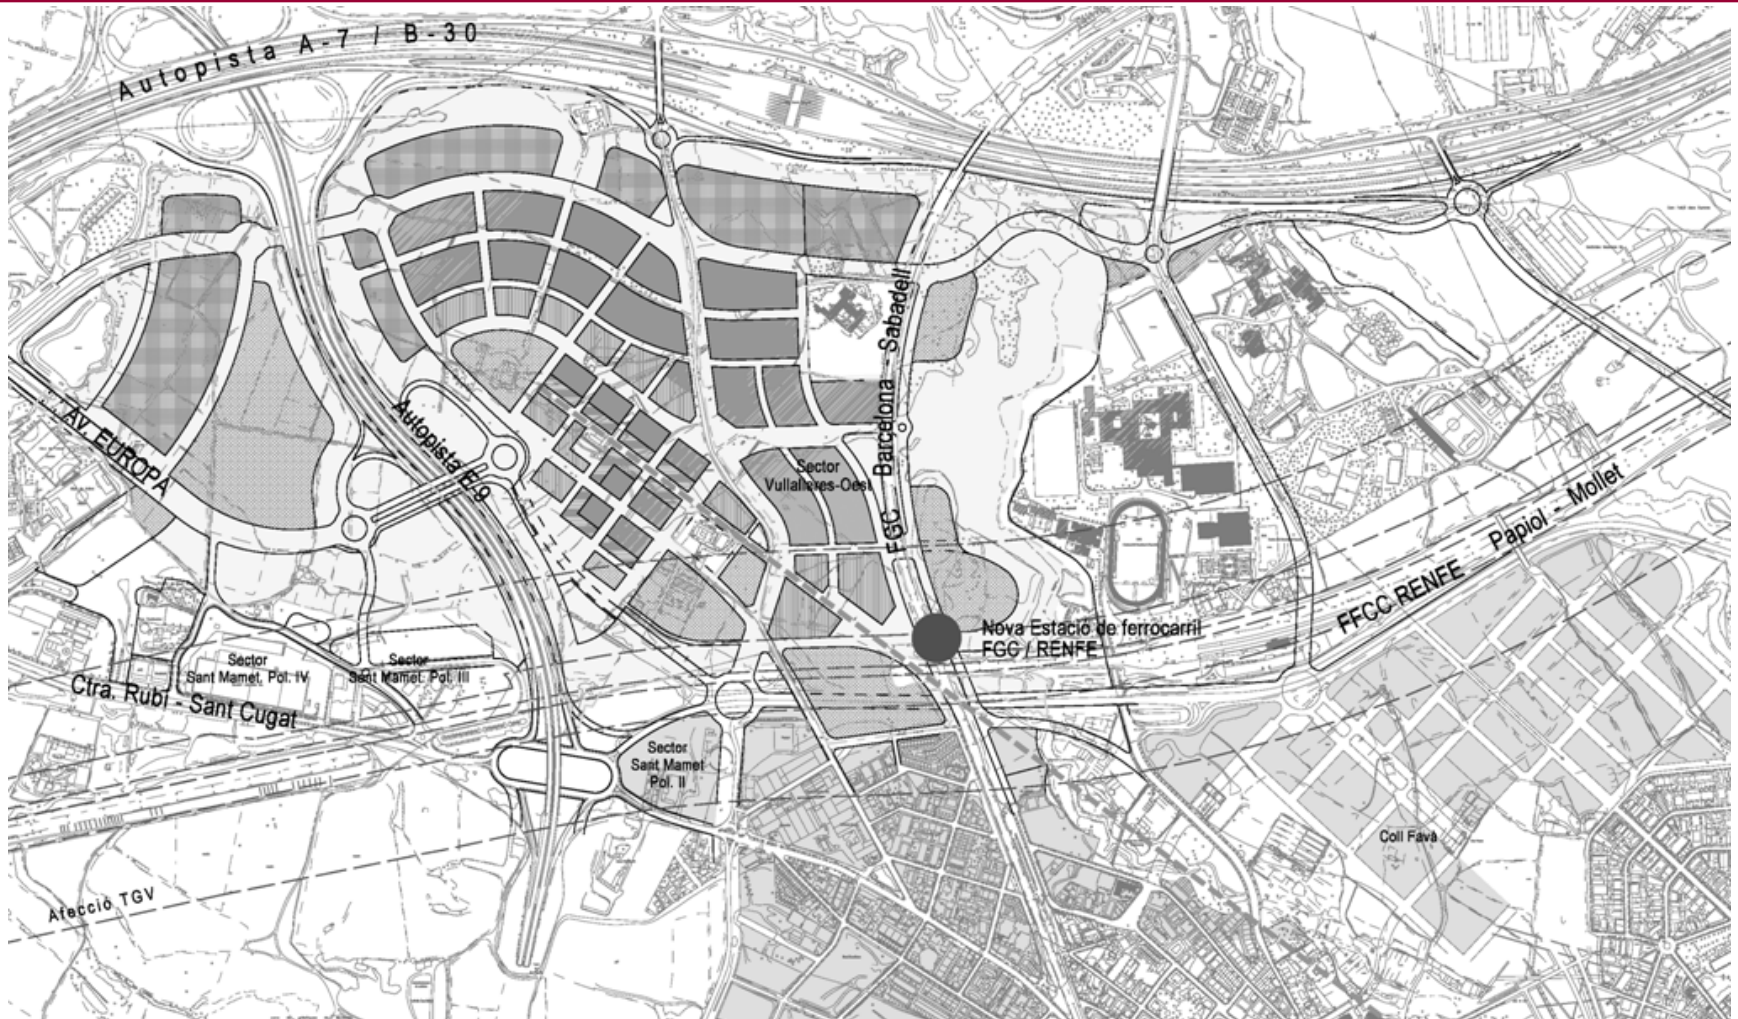 Autopista A-7 / B-30
Av. EUROPA
Autopista E-9
FGC Barcelona - Sabadell
Sector
Vullalleres-Oest
Nova Estació de ferrocarril
FGC / RENFE
FFCC RENFE Papiol - Mollet
Sector
Sant Mamet. Pol. IV
Sector
Sant Mamet. Pol. III
Ctra. Rubí - Sant Cugat
Sector
Sant Mamet
Pol. II
Coll Favà
Afecció TGV